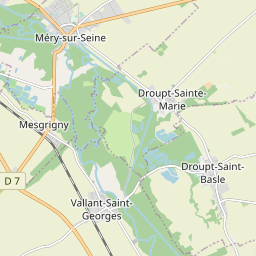 Méry-sur-Seine
Droupt-Sainte-
Marie
Mesgrigny
Droupt-Saint-
Basle
D 7
Vallant-Saint-
Georges